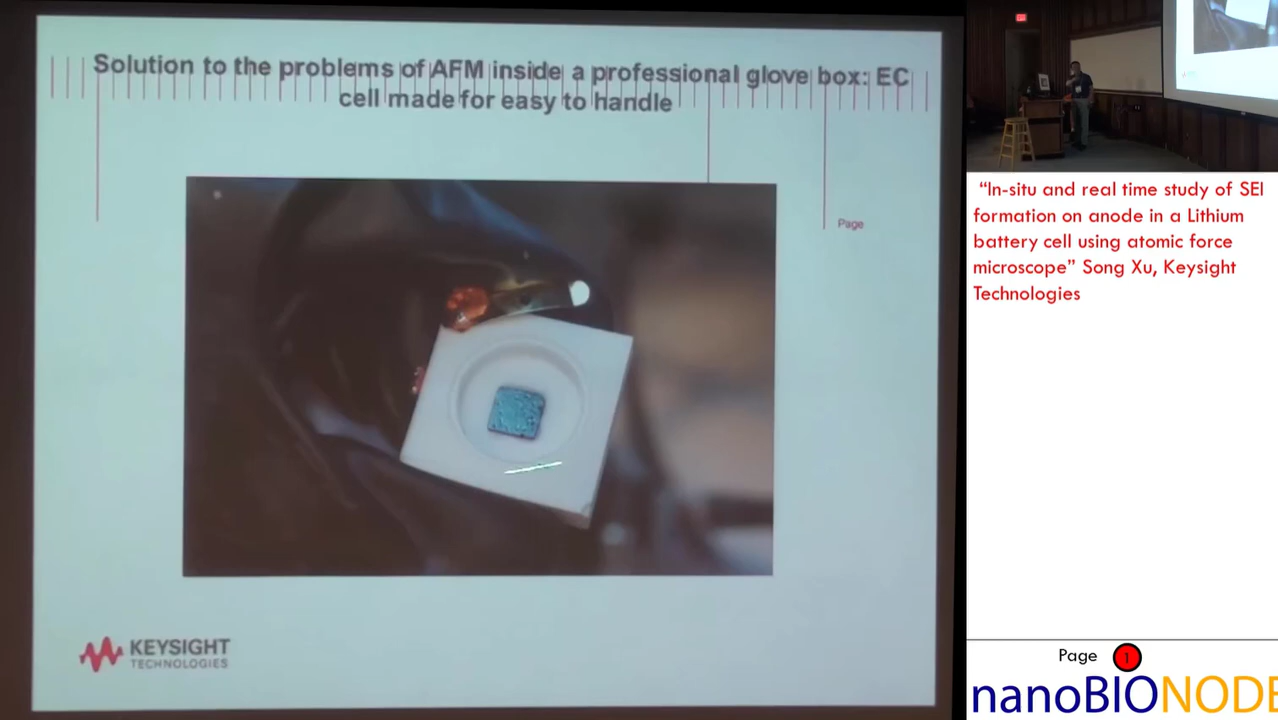 Solution to the problems of AFM inside a professional glove box: EC
cell made for easy to handle
Page
KEYSIGHT
TECHNOLOGIES
“In-situ and real time study of SEI
formation on anode in a Lithium
battery cell using atomic force
microscope” Song Xu, Keysight
Technologies
Page 1
nanoBIONODE